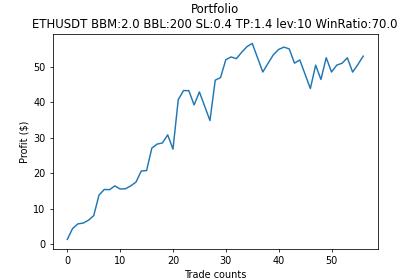 Portfolio
ETHUSDT BBM:2.0 BBL:200 SL:0.4 TP:1.4 lev:10 WinRatio:70.0
50
40
30
20
10
0
Profit ($)
0 10 20 30 40 50
Trade counts